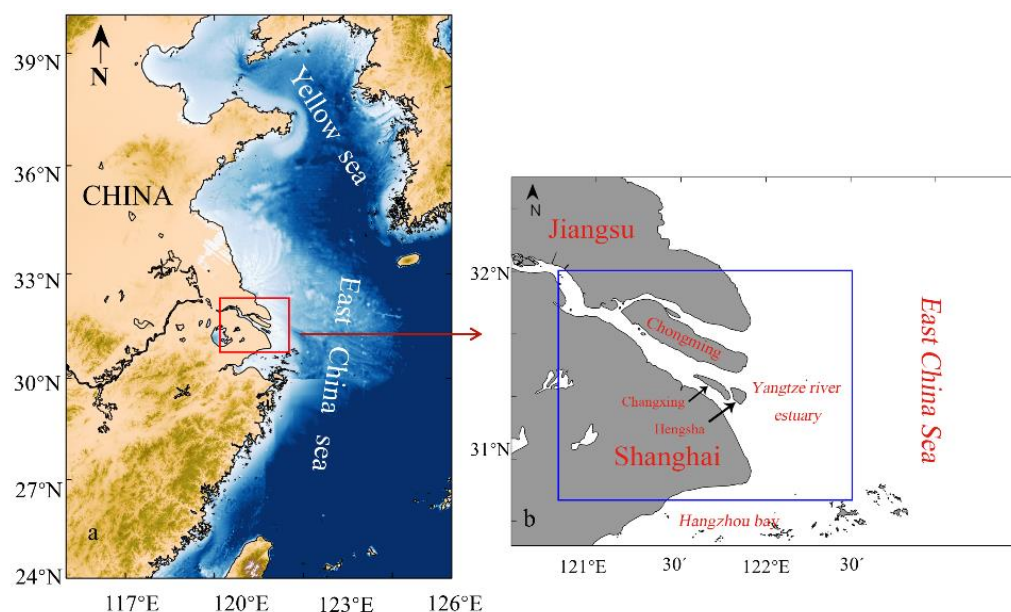 39°N
36°N
33°N
30°N
27°N
24°N
117°E
120°E
123°E
126°E
N
CHINA
Yellow sea
East China sea
a
N
Jiangsu
32°N
31°N
Chongming
Changxing
Hengsha
Yangtze river
estuary
Shanghai
East China Sea
Hangzhou bay
b
121°E
30′
122°E
30′